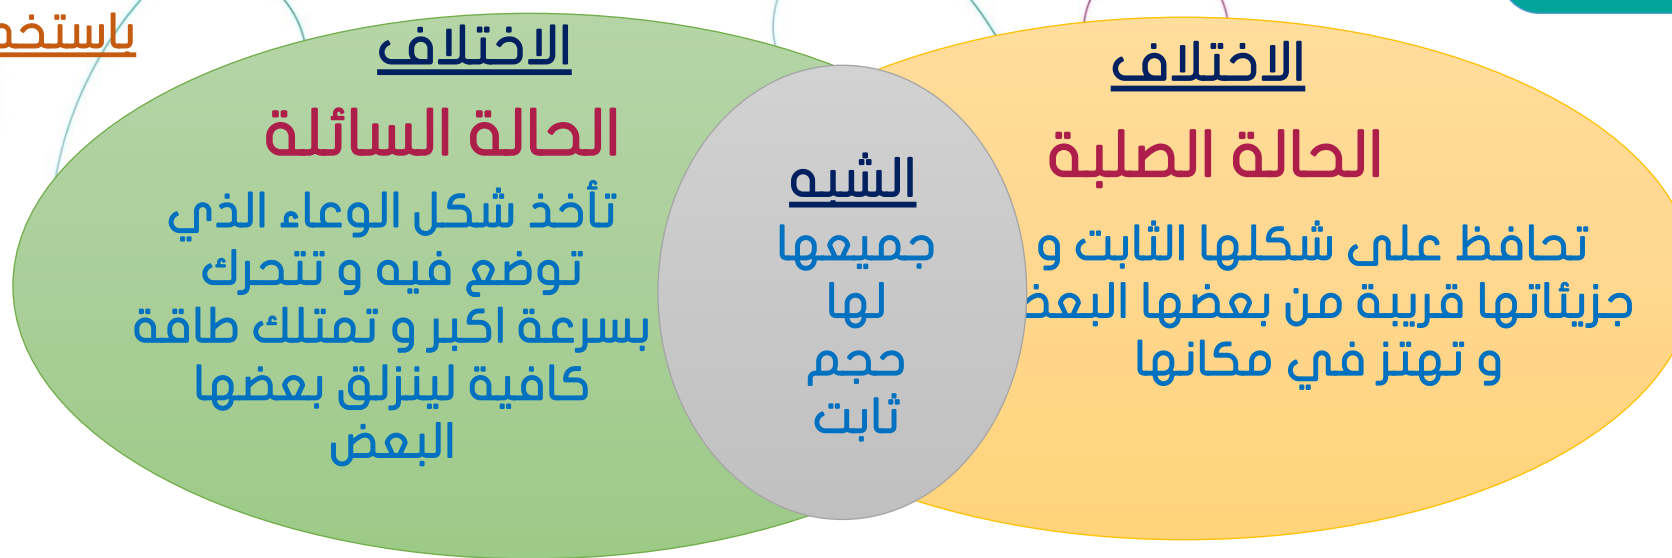 الاختلاف
الحالة الصلبة
تحافظ على شكلها الثابت و
جزيئاتها قريبة من بعضها البعض
و تهتز في مكانها
الشبه
جميعها
لها
حجم
ثابت
الاختلاف
الحالة السائلة
تأخذ شكل الوعاء الذي
توضع فيه و تتحرك
بسرعة اكبر و تمتلك طاقة
كافية لينزلق بعضها
البعض